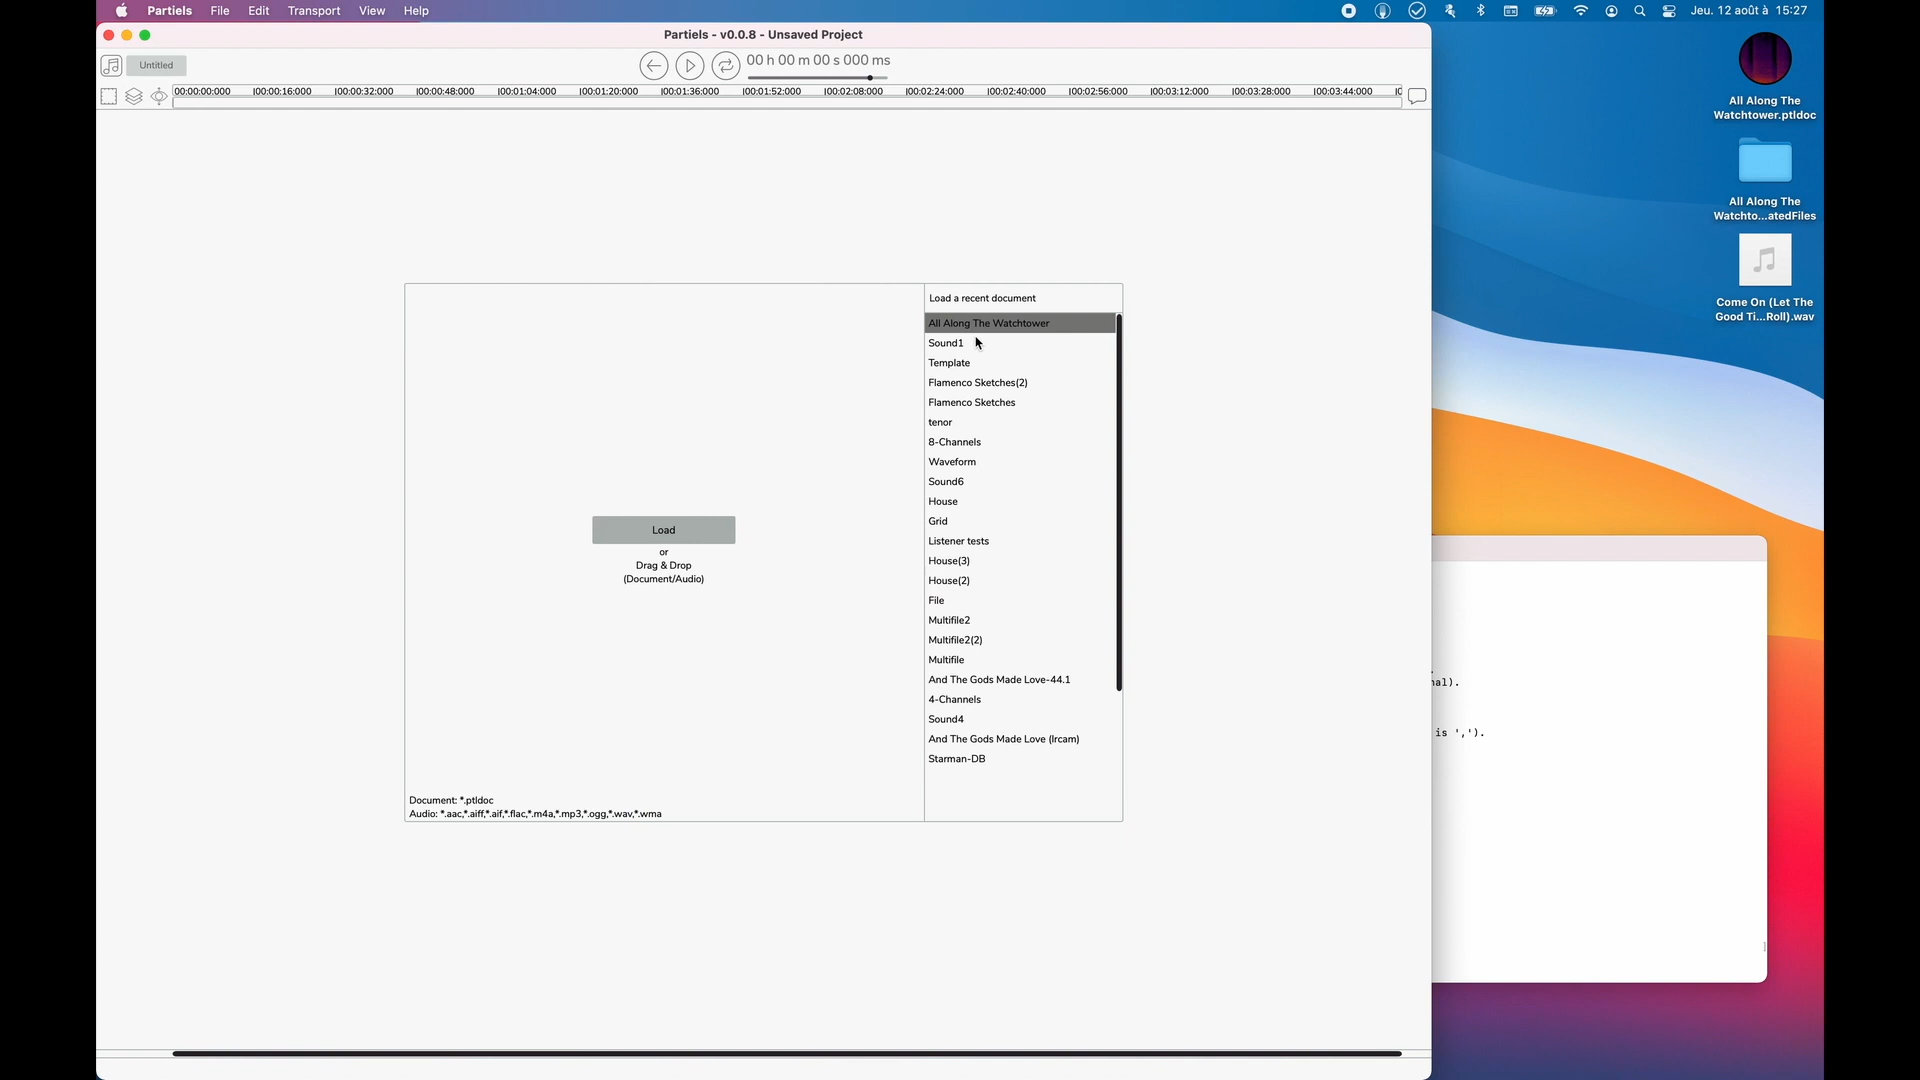 Partiels File Edit Transport View Help
Jeu. 12 août à 15:27
Partiels - v0.0.8 - Unsaved Project
Untitled
00 h 00 m 00 s 000 ms
00:00:00:000 |00:00:16:000 |00:00:32:000 |00:00:48:000 |00:01:04:000 |00:01:20:000 |00:01:36:000 |00:01:52:000 |00:02:08:000 |00:02:24:000 |00:02:40:000 |00:02:56:000 |00:03:12:000 |00:03:28:000 |00:03:44:000
Load a recent document
All Along The Watchtower
Sound1
Template
Flamenco Sketches(2)
Flamenco Sketches
tenor
8-Channels
Waveform
Sound6
House
Grid
Listener tests
House(3)
House(2)
File
Multifile2
Multifile2(2)
Multifile
And The Gods Made Love-44.1
4-Channels
Sound4
And The Gods Made Love (Ircam)
Starman-DB
Load
or
Drag & Drop
(Document/Audio)
Document: *.ptldoc
Audio: *.aac,*.aiff,*.aif,*.flac,*.m4a,*.mp3,*.ogg,*.wav,*.wma
All Along The
Watchtower.ptldoc
All Along The
Watchto...atedFiles
Come On (Let The
Good Ti...Roll).wav
nal).
is ',').